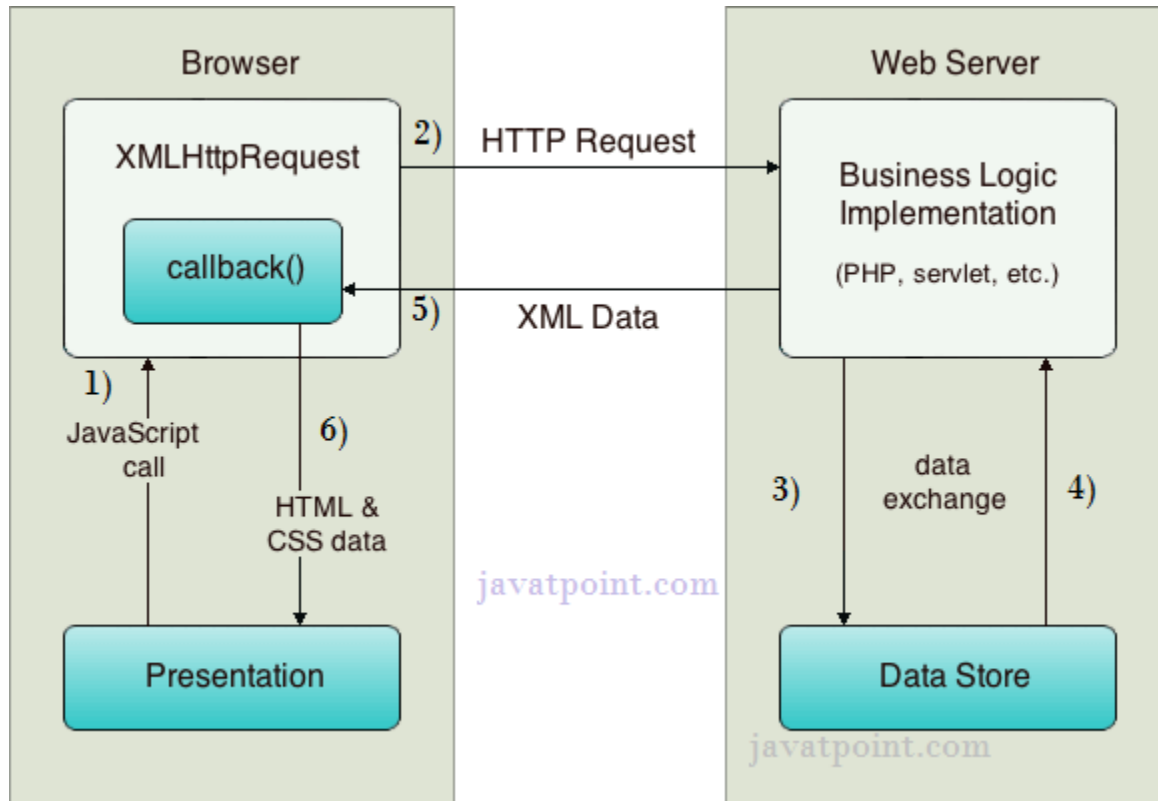 Browser
XMLHttpRequest
callback()
1)
JavaScript
call
6)
HTML &
CSS data
Presentation
2)
HTTP Request
5)
XML Data
javatpoint.com
Web Server
Business Logic
Implementation
(PHP, servlet, etc.)
3)
data
exchange
4)
Data Store
javatpoint.com